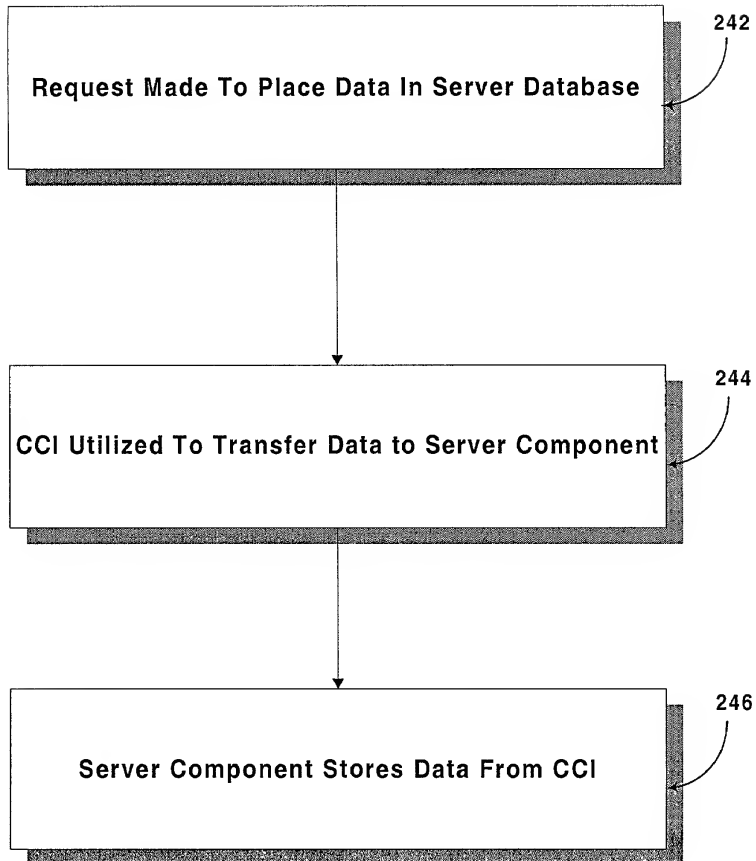 242
Request Made To Place Data In Server Database
244
CCI Utilized To Transfer Data to Server Component
246
Server Component Stores Data From CCI